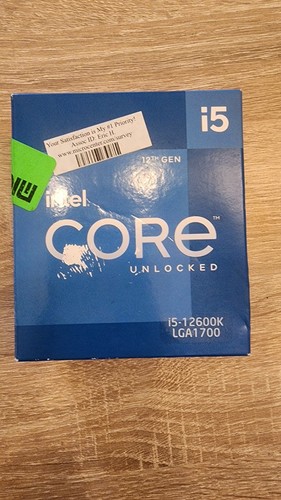 i5
Your Satisfaction is My #1 Priority!
Assoc ID: Eric H.
www.microcenter.com/survey
12TH GEN
intel
CORE™
UNLOCKED
i5-12600K
LGA1700